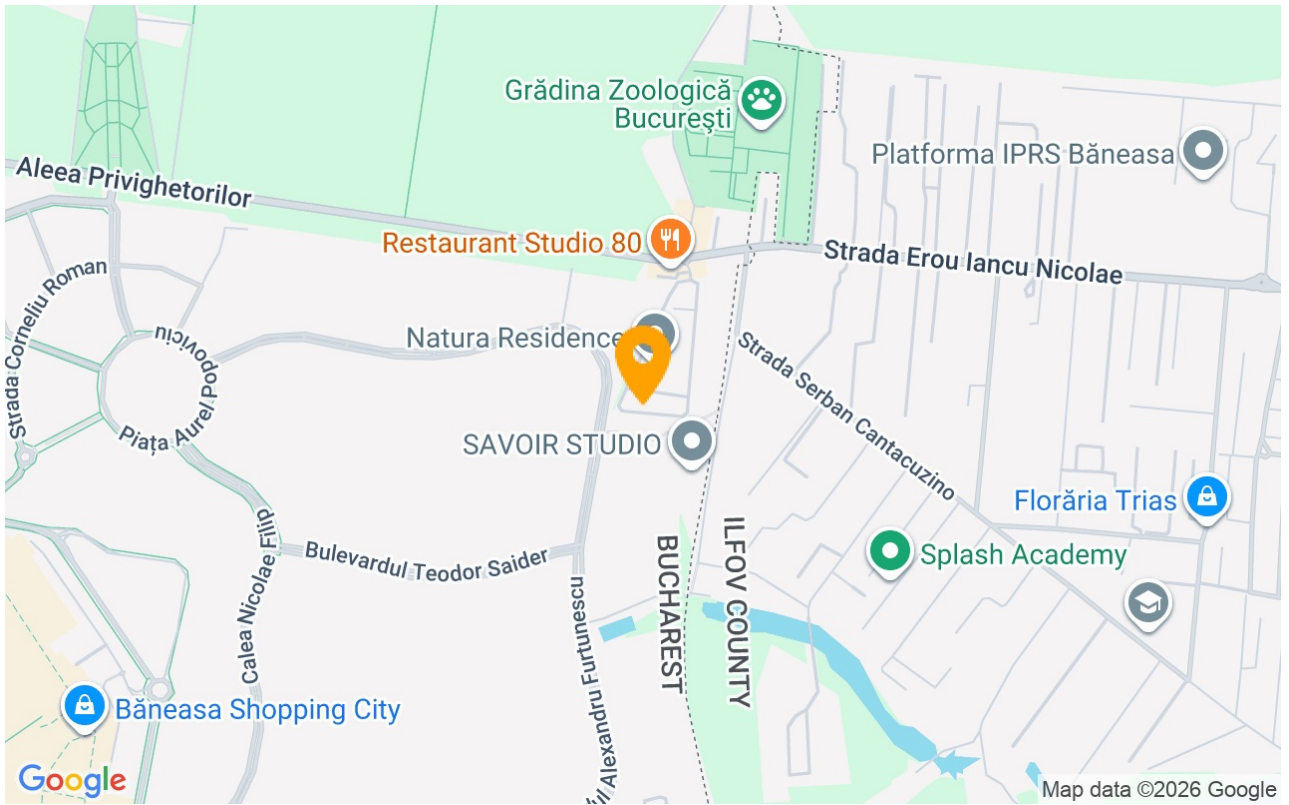 Grădina Zoologică
Bucureşti
Platforma IPRS Băneasa
Aleea Privighetorilor
Restaurant Studio 80
Strada Erou Iancu Nicolae
Strada Corneliu Roman
Popoviciu
Piața Aurel
Natura Residence
Strada Serban Cantacuzino
SAVOIR STUDIO
Florăria Trias
Calea Nicolae Filip
Bulevardul Teodor Saider
BUCHAREST
ILFOV COUNTY
Splash Academy
Alexandru Furtunescu
Băneasa Shopping City
Google
Map data ©2026 Google